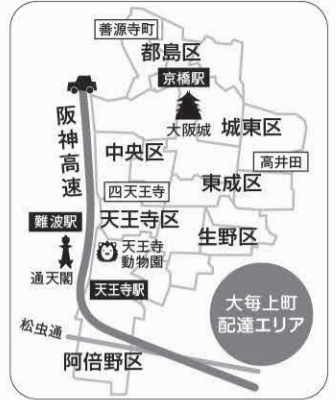 善源寺町
都島区
京橋駅
大阪城
城東区
阪神高速
中央区
高井田
東成区
四天王寺
難波駅
天王寺区
生野区
通天閣
天王寺
動物園
天王寺駅
大毎上町
配達エリア
松虫通
阿倍野区